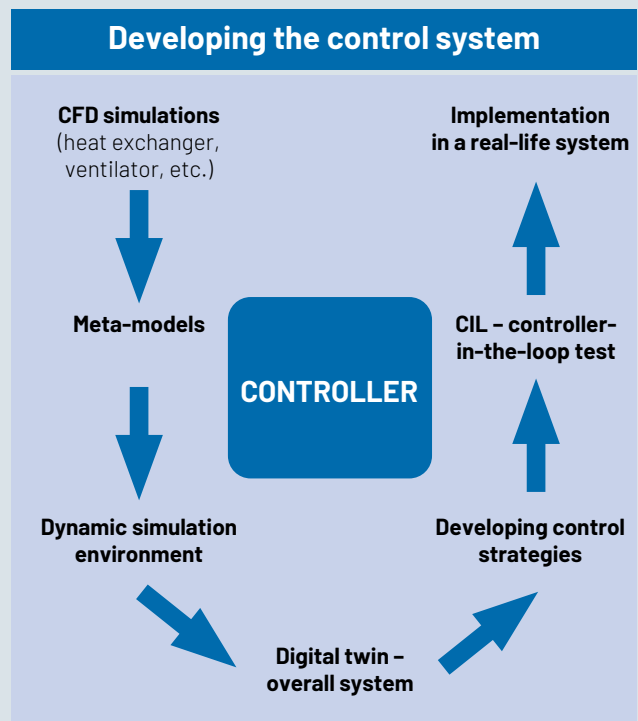 Developing the control system
CFD simulations
(heat exchanger,
ventilator, etc.)
Meta-models
Dynamic simulation
environment
Digital twin –
overall system
Developing control
strategies
CIL – controller-
in-the-loop test
Implementation
in a real-life system
CONTROLLER